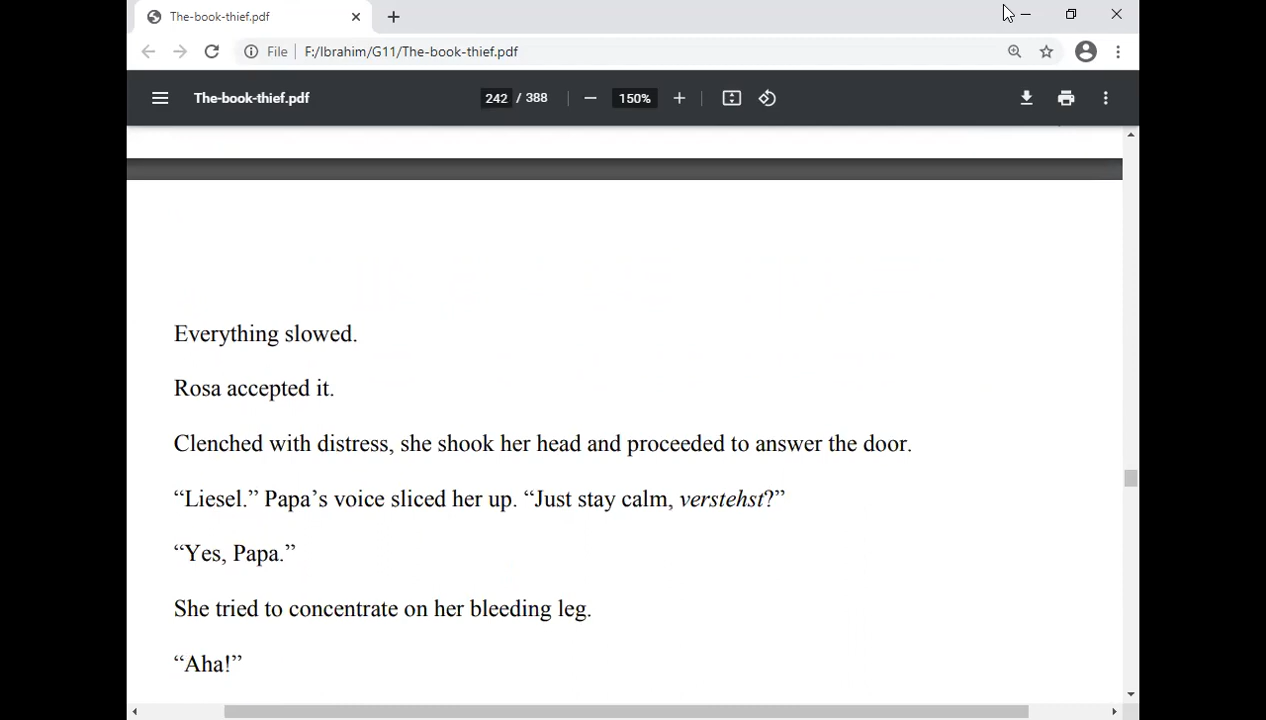 The-book-thief.pdf
File F:/Ibrahim/G11/The-book-thief.pdf
The-book-thief.pdf 242 / 388 150%
Everything slowed.
Rosa accepted it.
Clenched with distress, she shook her head and proceeded to answer the door.
“Liesel.” Papa’s voice sliced her up. “Just stay calm, verstehst?”
“Yes, Papa.”
She tried to concentrate on her bleeding leg.
“Aha!”